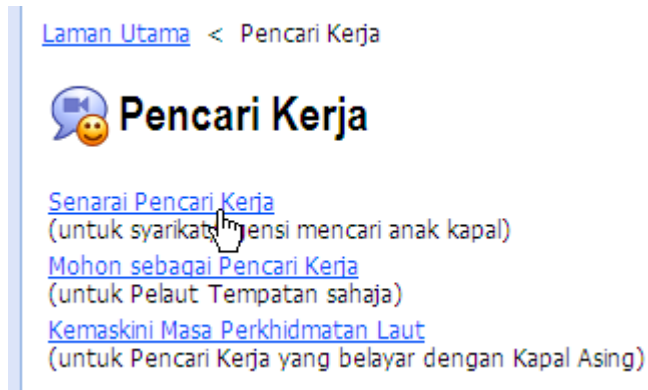 Laman Utama < Pencari Kerja
Pencari Kerja
Senarai Pencari Kerja
(untuk syarikat mencari anak kapal)
Mohon sebagai Pencari Kerja
(untuk Pelaut Tempatan sahaja)
Kemaskini Masa Perkhidmatan Laut
(untuk Pencari Kerja yang belayar dengan Kapal Asing)